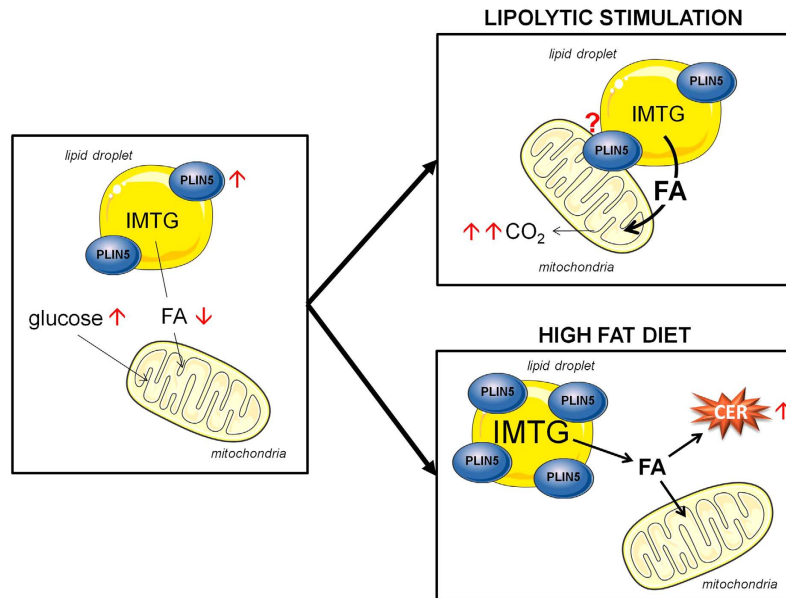 lipid droplet
PLIN5 ↑
IMTG
PLIN5
glucose ↑
FA ↓
mitochondria
LIPOLYTIC STIMULATION
lipid droplet
PLIN5
IMTG
?
PLIN5
FA
↑ ↑ CO₂
mitochondria
HIGH FAT DIET
lipid droplet
PLIN5
PLIN5
CER ↑
IMTG
FA
PLIN5
PLIN5
mitochondria